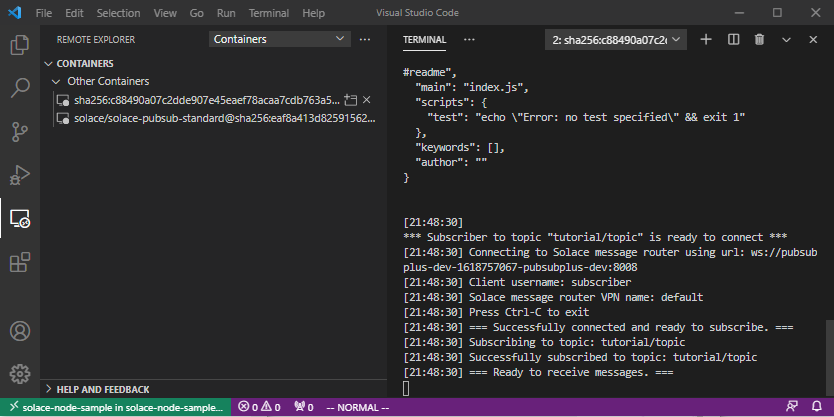 File Edit Selection View Go Run Terminal Help Visual Studio Code
REMOTE EXPLORER Containers
CONTAINERS
Other Containers
sha256:c88490a07c2dde907e45eaef78acaa7cdb763a5...
solace/solace-pubsub-standard@sha256:eaf8a413d82591562...
HELP AND FEEDBACK
TERMINAL 2: sha256:c88490a07c2d
#readme",
"main": "index.js",
"scripts": {
"test": "echo \"Error: no test specified\" && exit 1"
},
"keywords": [],
"author": ""
}
[21:48:30]
*** Subscriber to topic "tutorial/topic" is ready to connect ***
[21:48:30] Connecting to Solace message router using url: ws://pubsub
plus-dev-1618757067-pubsubplus-dev:8008
[21:48:30] Client username: subscriber
[21:48:30] Solace message router VPN name: default
[21:48:30] Press Ctrl-C to exit
[21:48:30] === Successfully connected and ready to subscribe. ===
[21:48:30] Subscribing to topic: tutorial/topic
[21:48:30] Successfully subscribed to topic: tutorial/topic
[21:48:30] === Ready to receive messages. ===
solace-node-sample in solace-node-sample... 0 0 0 -- NORMAL --